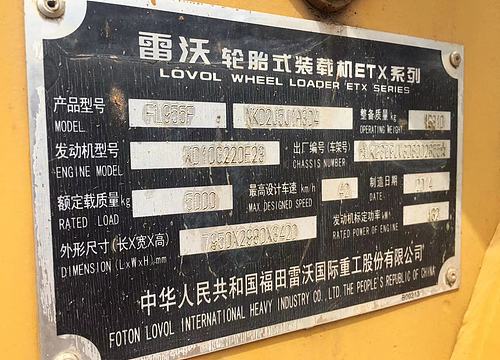 雷沃 轮胎式装载机ETX系列
LOVOL WHEEL LOADER ETX SERIES
产品型号 FL956F 整备质量 kg
MODEL OPERATING WEIGHT
发动机型号 出厂编号(车架号)
ENGINE MODEL CHASSIS NUMBER
额定载质量 kg 5000 最高设计车速 km/h 40 制造日期
RATED LOAD MAX DESIGNED SPEED DATE
外形尺寸(长X宽X高) 发动机标定功率 kW 162
DIMENSION (LxWxH).mm RATED POWER OF ENGINE
中华人民共和国福田雷沃国际重工股份有限公司
FOTON LOVOL INTERNATIONAL HEAVY INDUSTRY CO., LTD THE PEOPLE'S REPUBLIC OF CHINA